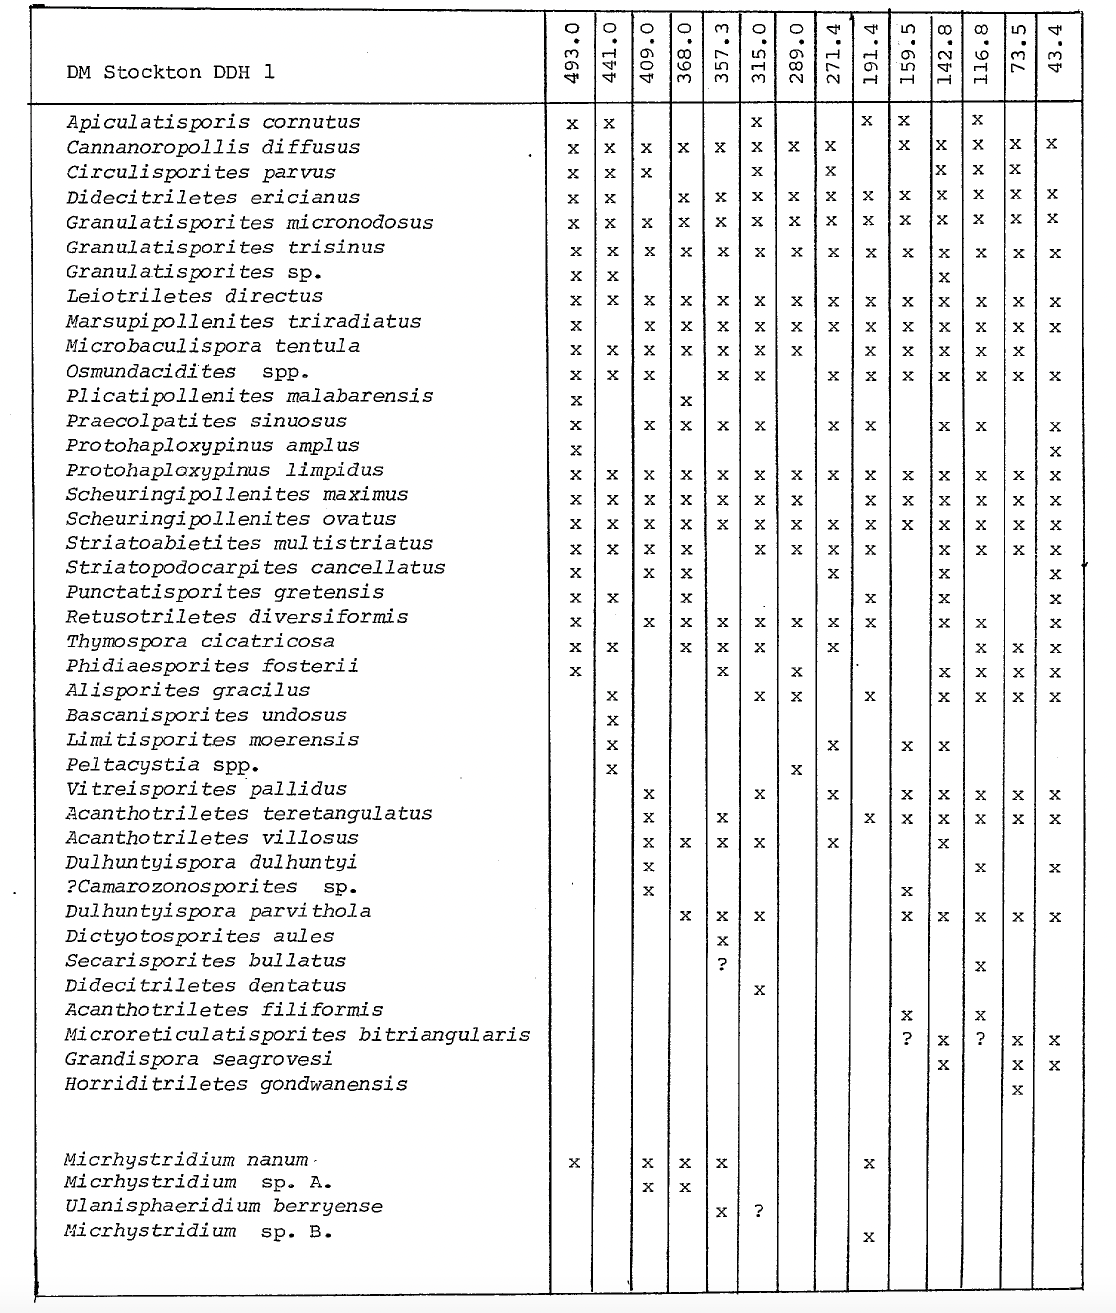 DM Stockton DDH 1 493.0 441.0 409.0 368.0 357.3 315.0 289.0 271.4 191.4 159.5 142.8 116.8 73.5 43.4
Apiculatisporis cornutus x x x x x x
Cannanoropollis diffusus x x x x x x x x x x x x x
Circulisporites parvus x x x x x x x x
Didecitriletes ericianus x x x x x x x x x x x x x
Granulatisporites micronodosus x x x x x x x x x x x x x x
Granulatisporites trisinus x x x x x x x x x x x x x x
Granulatisporites sp. x x x
Leiotriletes directus x x x x x x x x x x x x x x
Marsupipollenites triradiatus x x x x x x x x x x x x x
Microbaculispora tentula x x x x x x x x x x x x
Osmundacidites spp. x x x x x x x x x x x x
Plicatipollenites malabarensis x x
Praecolpatites sinuosus x x x x x x x x x x
Protohaploxypinus amplus x x
Protohaploxypinus limpidus x x x x x x x x x x x x x x
Scheuringipollenites maximus x x x x x x x x x x x x x
Scheuringipollenites ovatus x x x x x x x x x x x x x x
Striatoabietites multistriatus x x x x x x x x x x x x
Striatopodocarpites cancellatus x x x x x x
Punctatisporites gretensis x x x x x x
Retusotriletes diversiformis x x x x x x x x x x x
Thymospora cicatricosa x x x x x x x x x
Phidiaesporites fosterii x x x x x x x
Alisporites gracilus x x x x x x x x
Bascanisporites undosus x
Limitisporites moerensis x x x x
Peltacystia spp. x x
Vitreisporites pallidus x x x x x x x x
Acanthotriletes teretangulatus x x x x x x x x
Acanthotriletes villosus x x x x x x
Dulhuntyispora dulhuntyi x x x
?Camarozonosporites sp. x x
Dulhuntyispora parvithola x x x x x x x x
Dictyotosporites aules x
Secarisporites bullatus ? x
Didecitriletes dentatus x
Acanthotriletes filiformis x x
Microreticulatisporites bitriangularis ? x ? x x
Grandispora seagrovesi x x x
Horriditriletes gondwanensis x
Micrhystridium nanum x x x x x
Micrhystridium sp. A. x x
Ulanisphaeridium berryense x ?
Micrhystridium sp. B. x